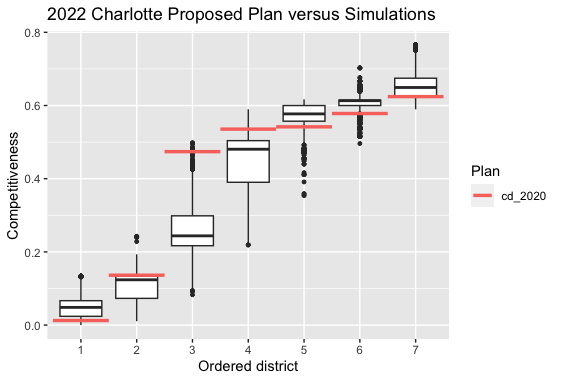 2022 Charlotte Proposed Plan versus Simulations
0.8
0.6
0.4
0.2
0.0
Competitiveness
1 2 3 4 5 6 7
Ordered district
Plan
cd_2020